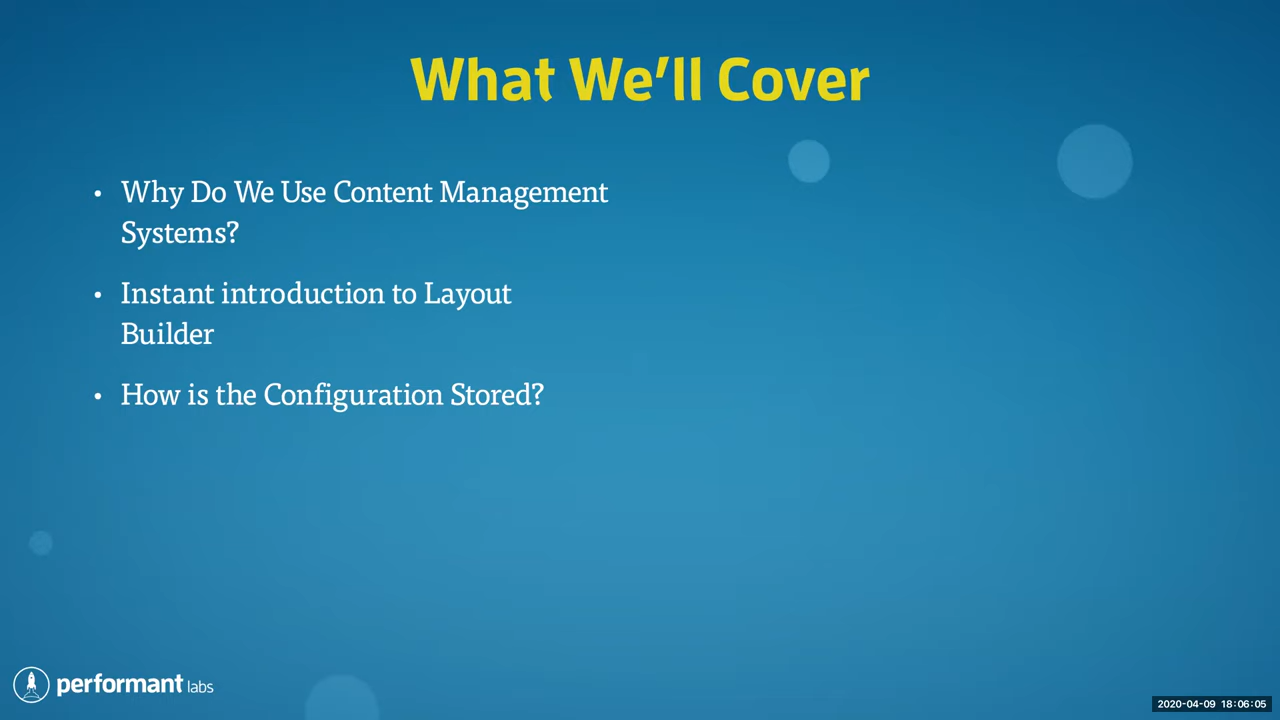 What We’ll Cover
• Why Do We Use Content Management
Systems?
• Instant introduction to Layout
Builder
• How is the Configuration Stored?
performant labs
2020-04-09 18:06:05